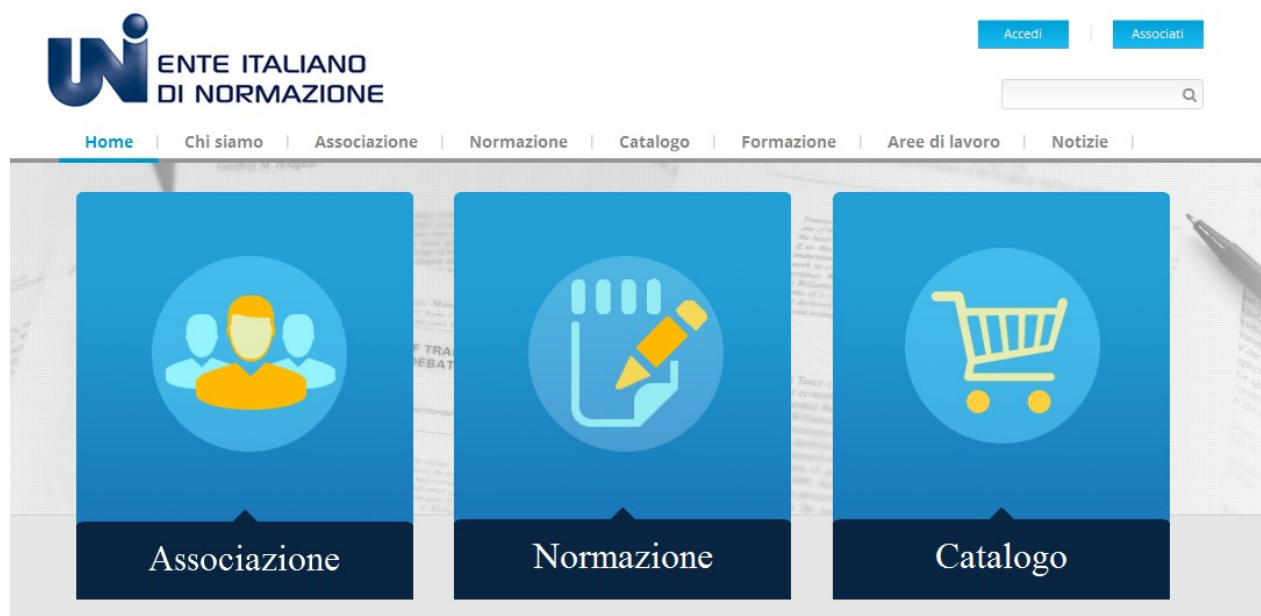 UNI
ENTE ITALIANO
DI NORMAZIONE
Accedi | Associati
Home | Chi siamo | Associazione | Normazione | Catalogo | Formazione | Aree di lavoro | Notizie |
Associazione
Normazione
Catalogo